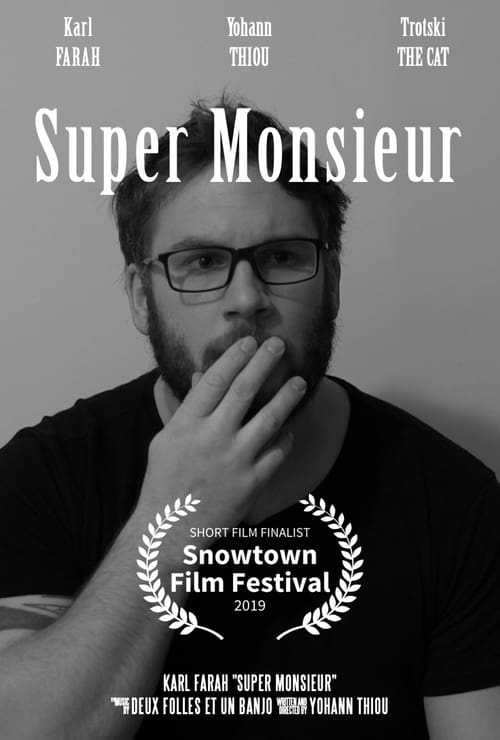 Karl Yohann Trotski
FARAH THIOU THE CAT
Super Monsieur
SHORT FILM FINALIST
Snowtown
Film Festival
2019
KARL FARAH "SUPER MONSIEUR"
MUSIC BY DEUX FOLLES ET UN BANJO WRITTEN AND DIRECTED BY YOHANN THIOU